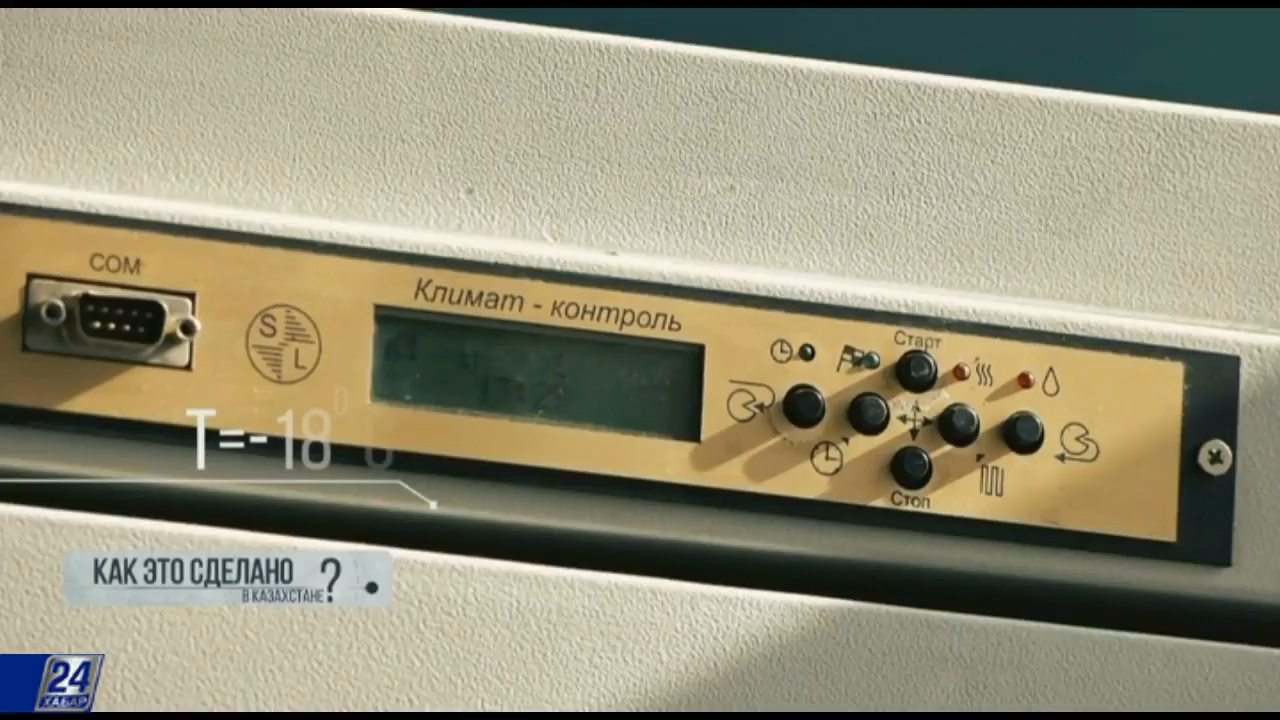 COM
Климат - контроль
Старт
S
L
Стоп
T=-18
КАК ЭТО СДЕЛАНО
В КАЗАХСТАНЕ?
24
ХАБАР